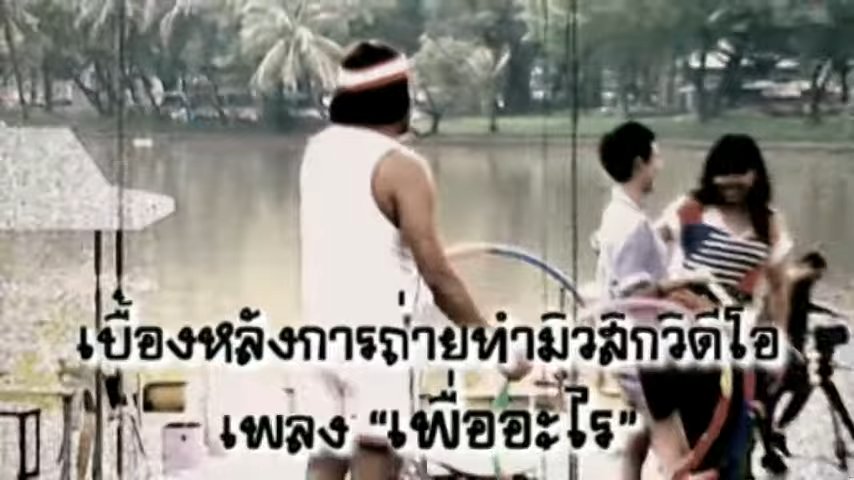 เบื้องหลังการถ่ายทำมิวสิกวิดีโอ
เพลง “เพื่ออะไร”